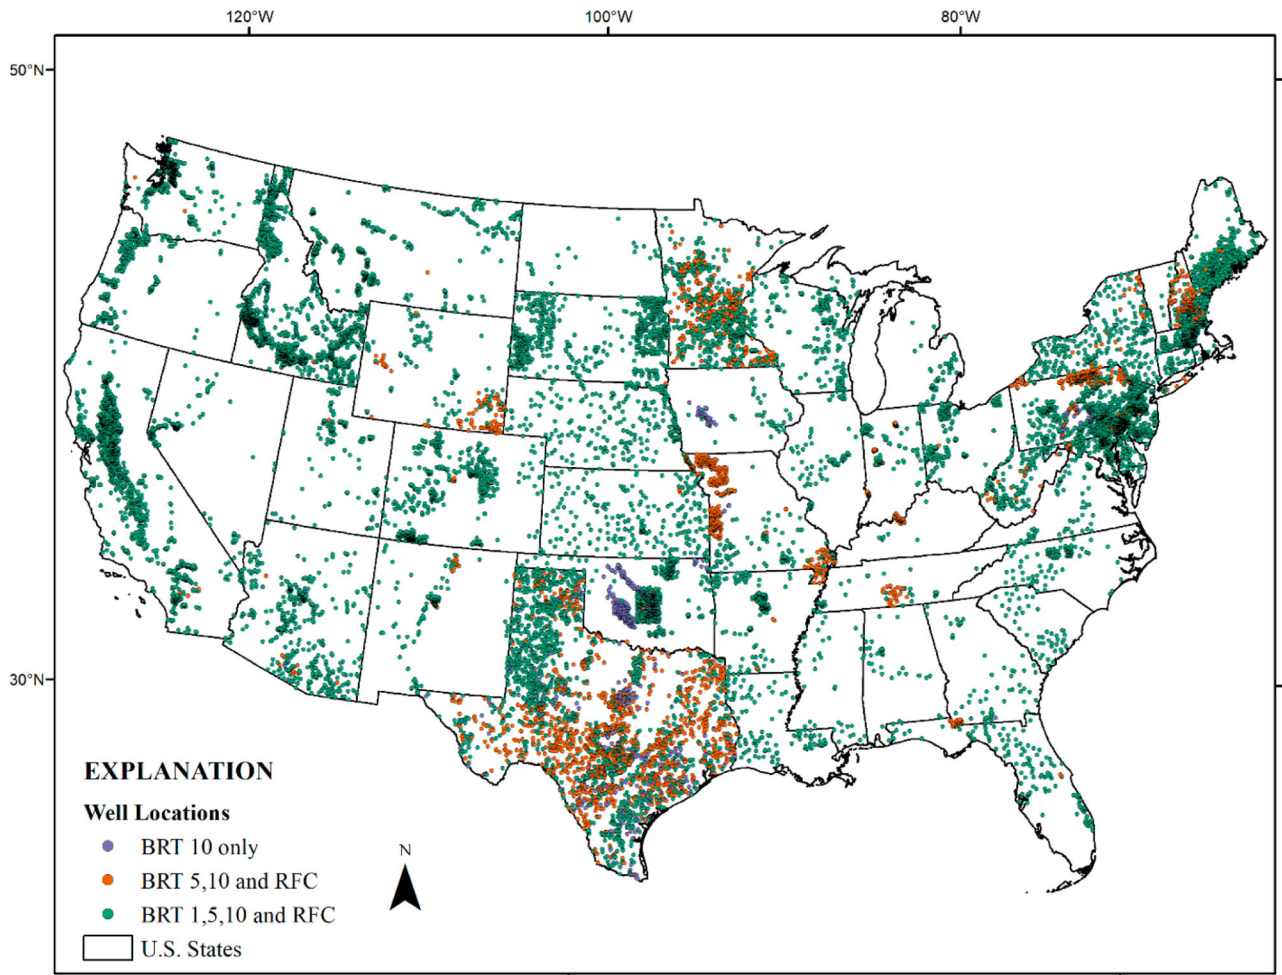 120°W 100°W 80°W
50°N
30°N
EXPLANATION
Well Locations
BRT 10 only
BRT 5,10 and RFC
BRT 1,5,10 and RFC
U.S. States
N